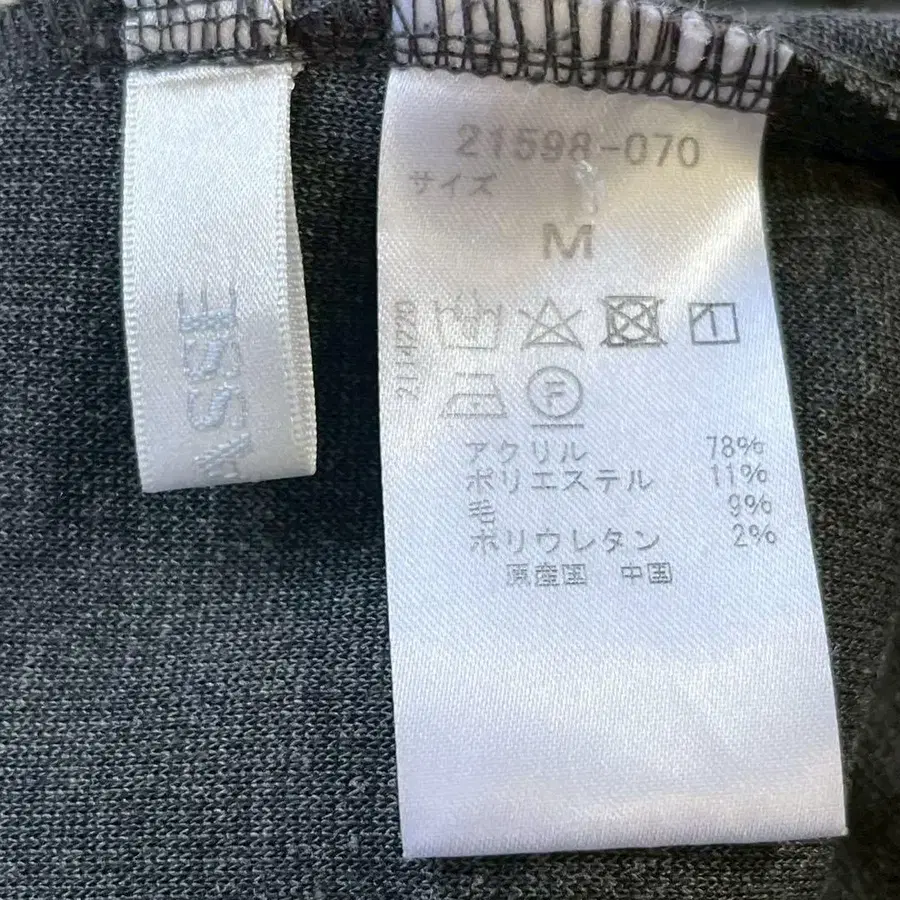 21598-070
サイズ
M
2114220
F
アクリル 78%
ポリエステル 11%
毛 9%
ポリウレタン 2%
原産国 中国